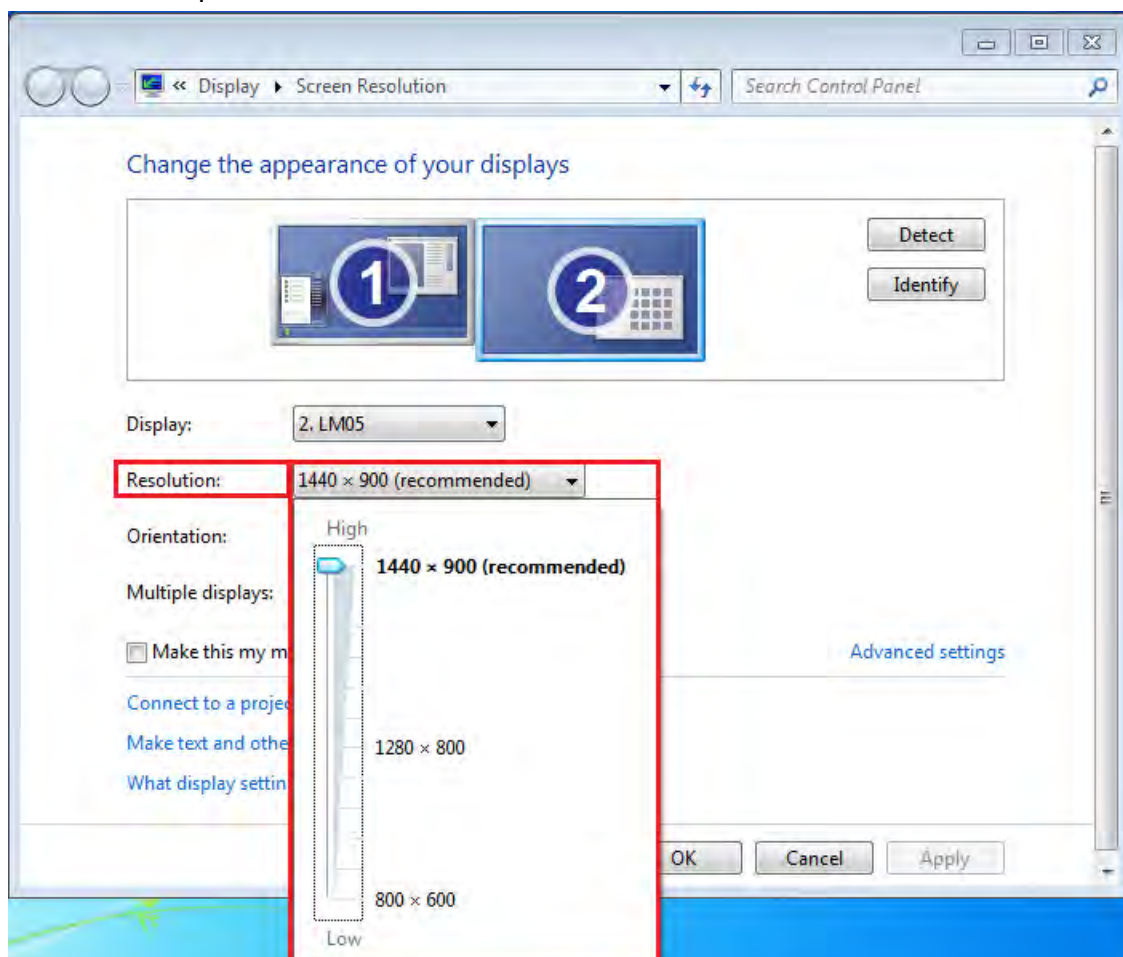 « Display ▸ Screen Resolution Search Control Panel
Change the appearance of your displays
1 2
Detect
Identify
Display: 2. LM05
Resolution: 1440 × 900 (recommended)
Orientation:
High
1440 × 900 (recommended)
Multiple displays:
Make this my m
Advanced settings
Connect to a projec
Make text and othe
1280 × 800
What display settin
OK Cancel Apply
800 × 600
Low